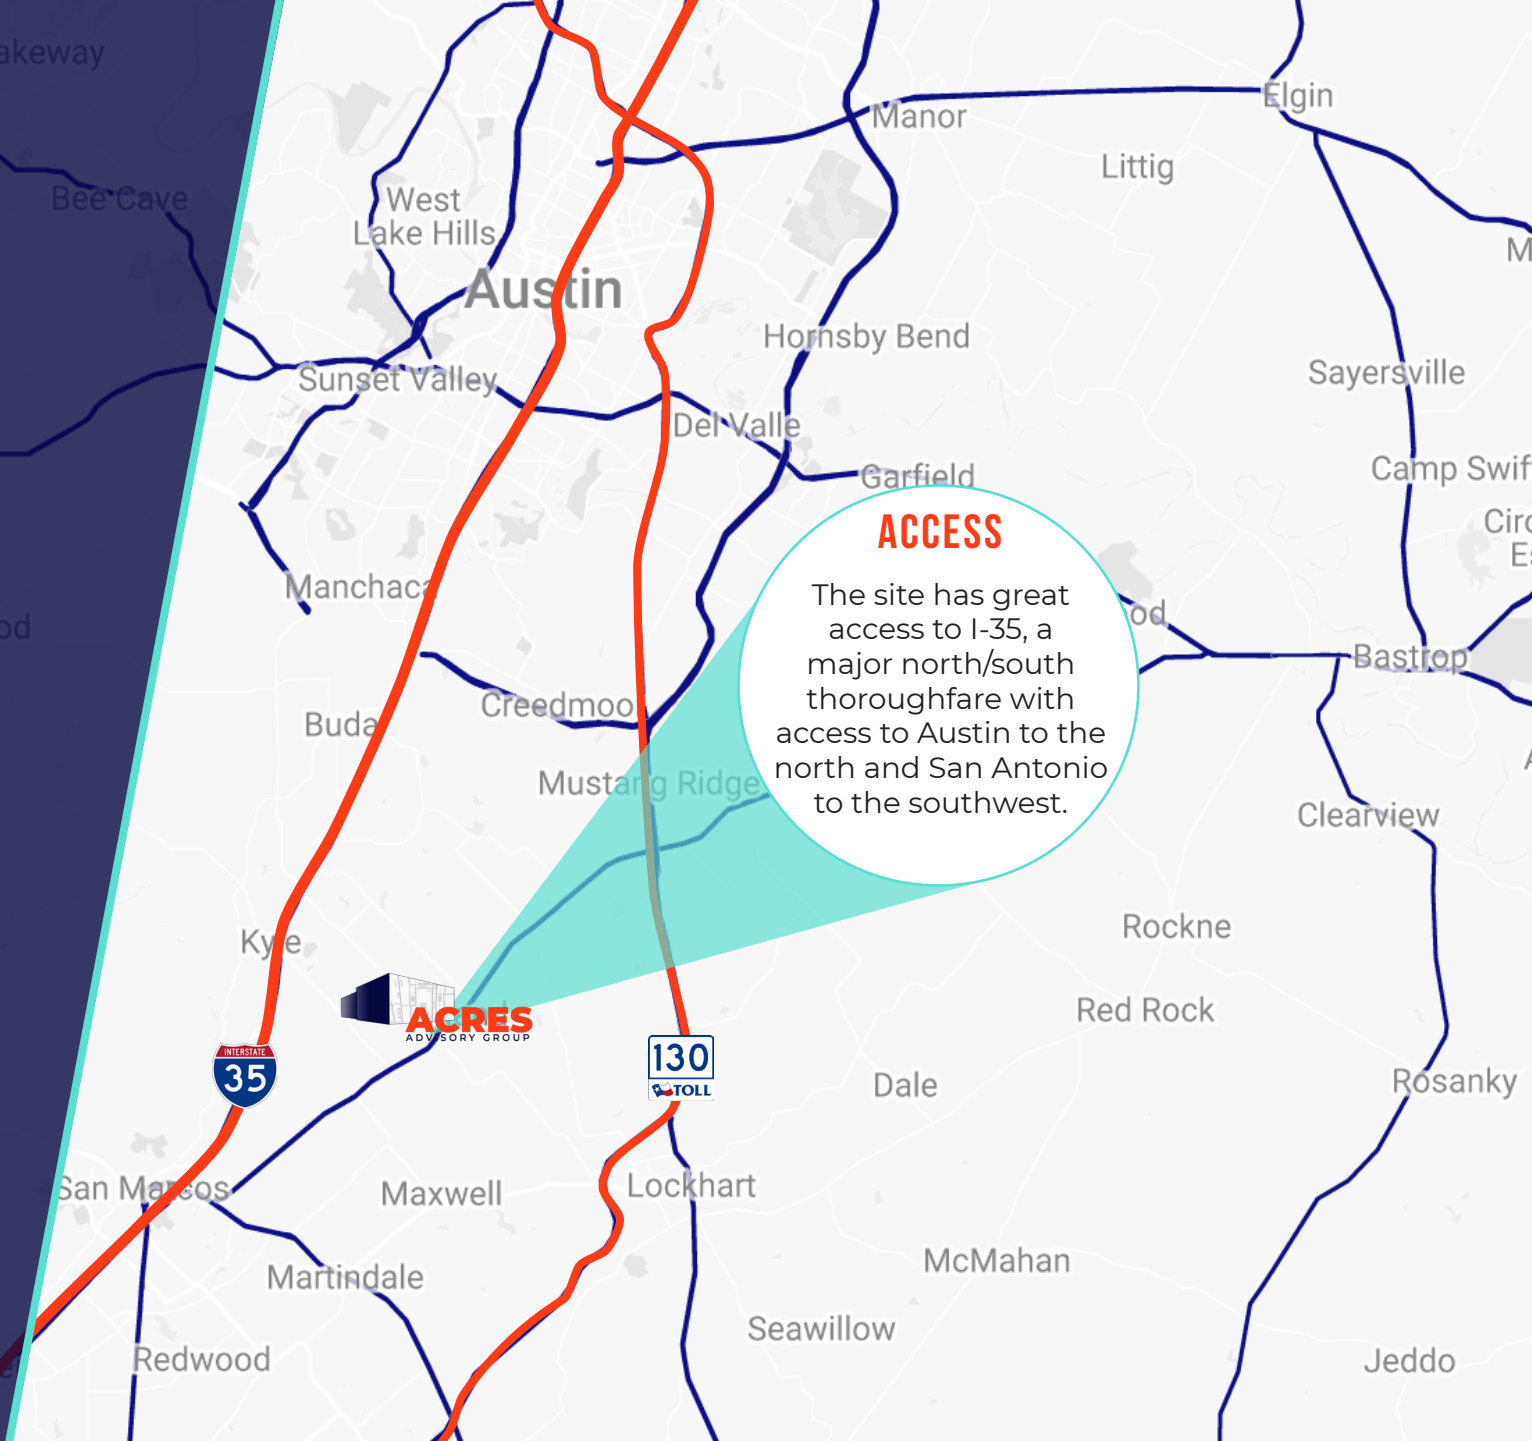 akeway
Elgin
Manor
Littig
Bee Cave
West
Lake Hills
M
Austin
Hornsby Bend
Sayersville
Sunset Valley
Del Valle
Camp Swif
Garfield
ACCESS
Circ
Es
The site has great
access to I-35, a
major north/south
thoroughfare with
access to Austin to the
north and San Antonio
to the southwest.
Manchaca
od
od
Bastrop
Creedmoo
Buda
Mustang Ridge
Clearview
Rockne
Kyle
Red Rock
ACRES
ADVISORY GROUP
INTERSTATE
35
130
TOLL
Dale
Rosanky
San Marcos
Maxwell
Lockhart
McMahan
Martindale
Seawillow
Redwood
Jeddo